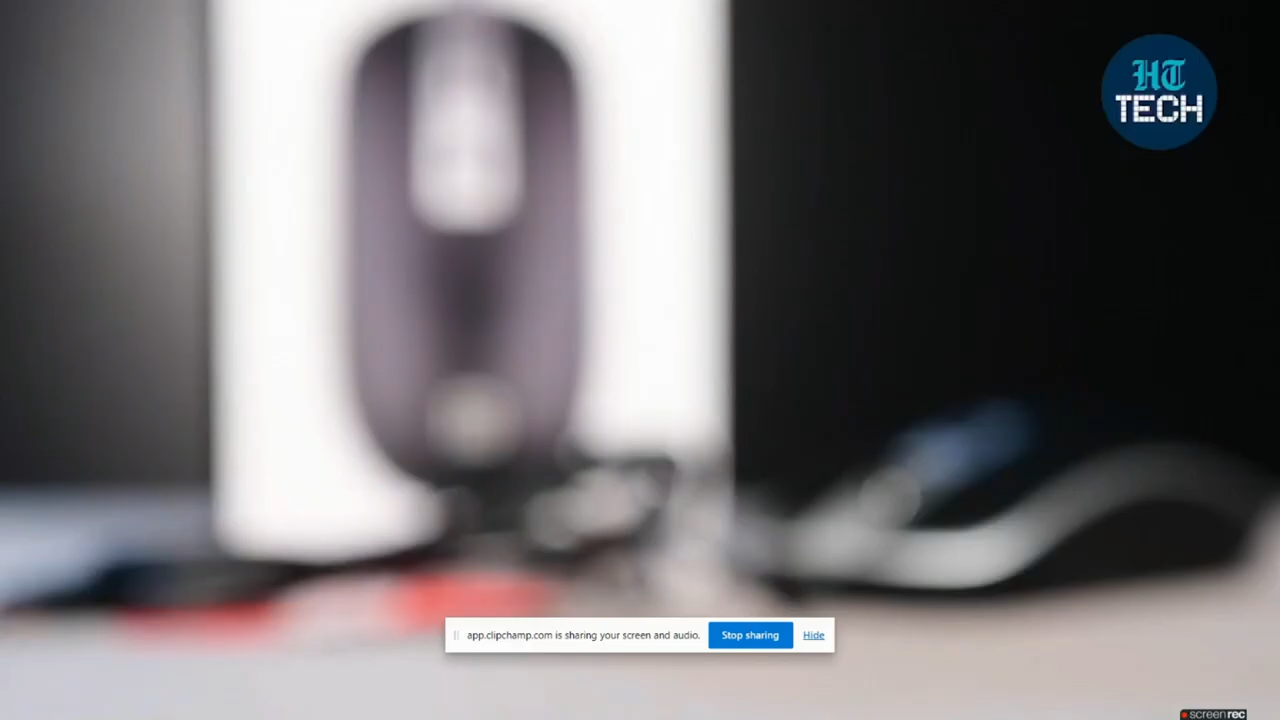 HT
TECH
app.clipchamp.com is sharing your screen and audio. Stop sharing Hide
screenrec